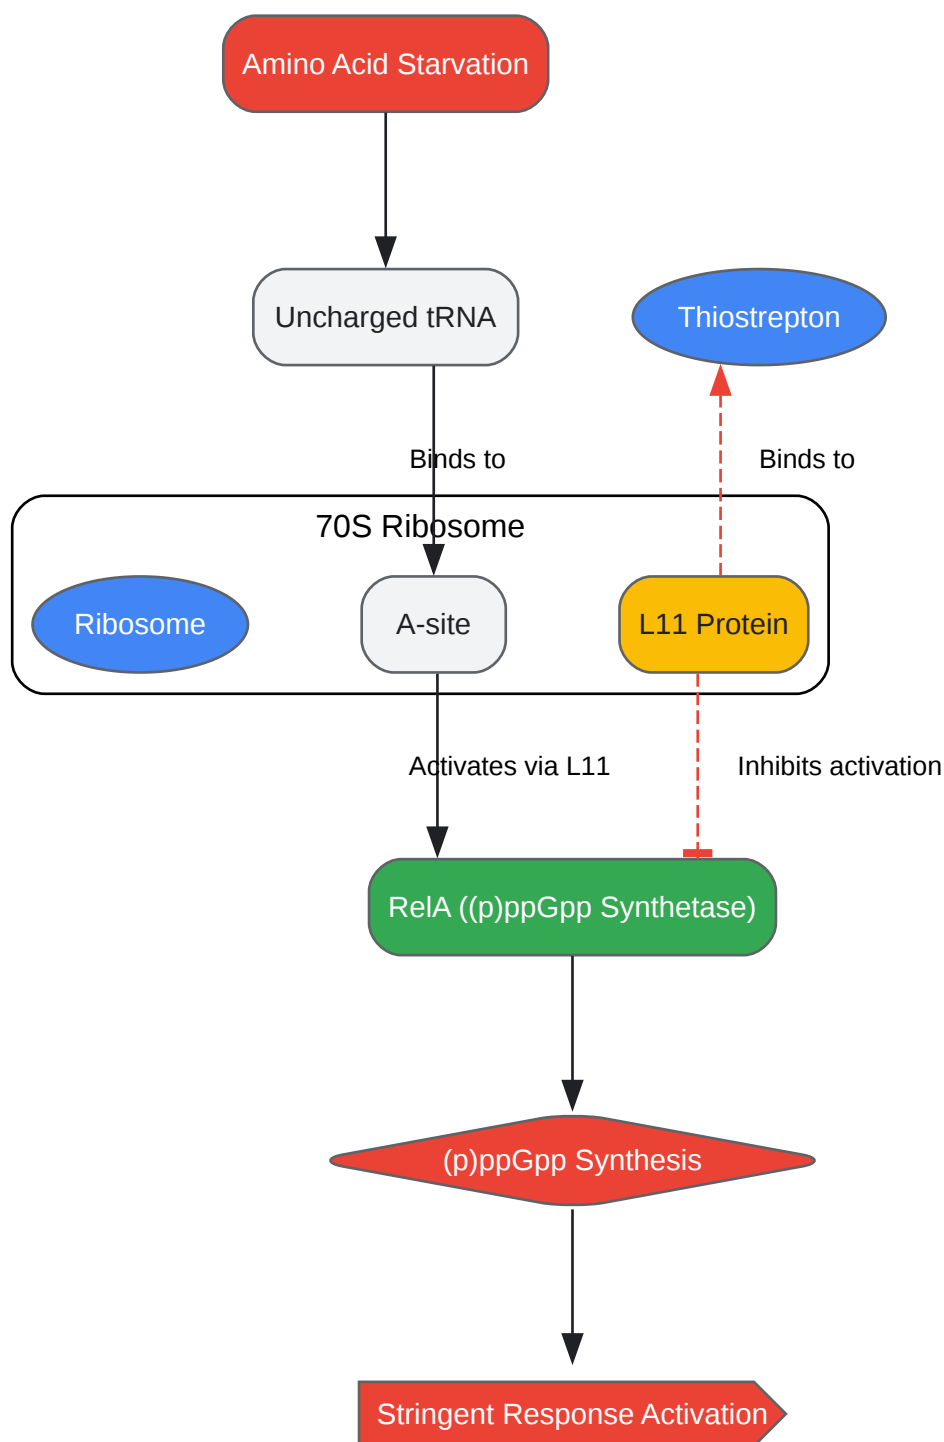 Amino Acid Starvation
Uncharged tRNA
Thiostrepton
Binds to
Binds to
70S Ribosome
Ribosome
A-site
L11 Protein
Activates via L11
Inhibits activation
RelA ((p)ppGpp Synthetase)
(p)ppGpp Synthesis
Stringent Response Activation